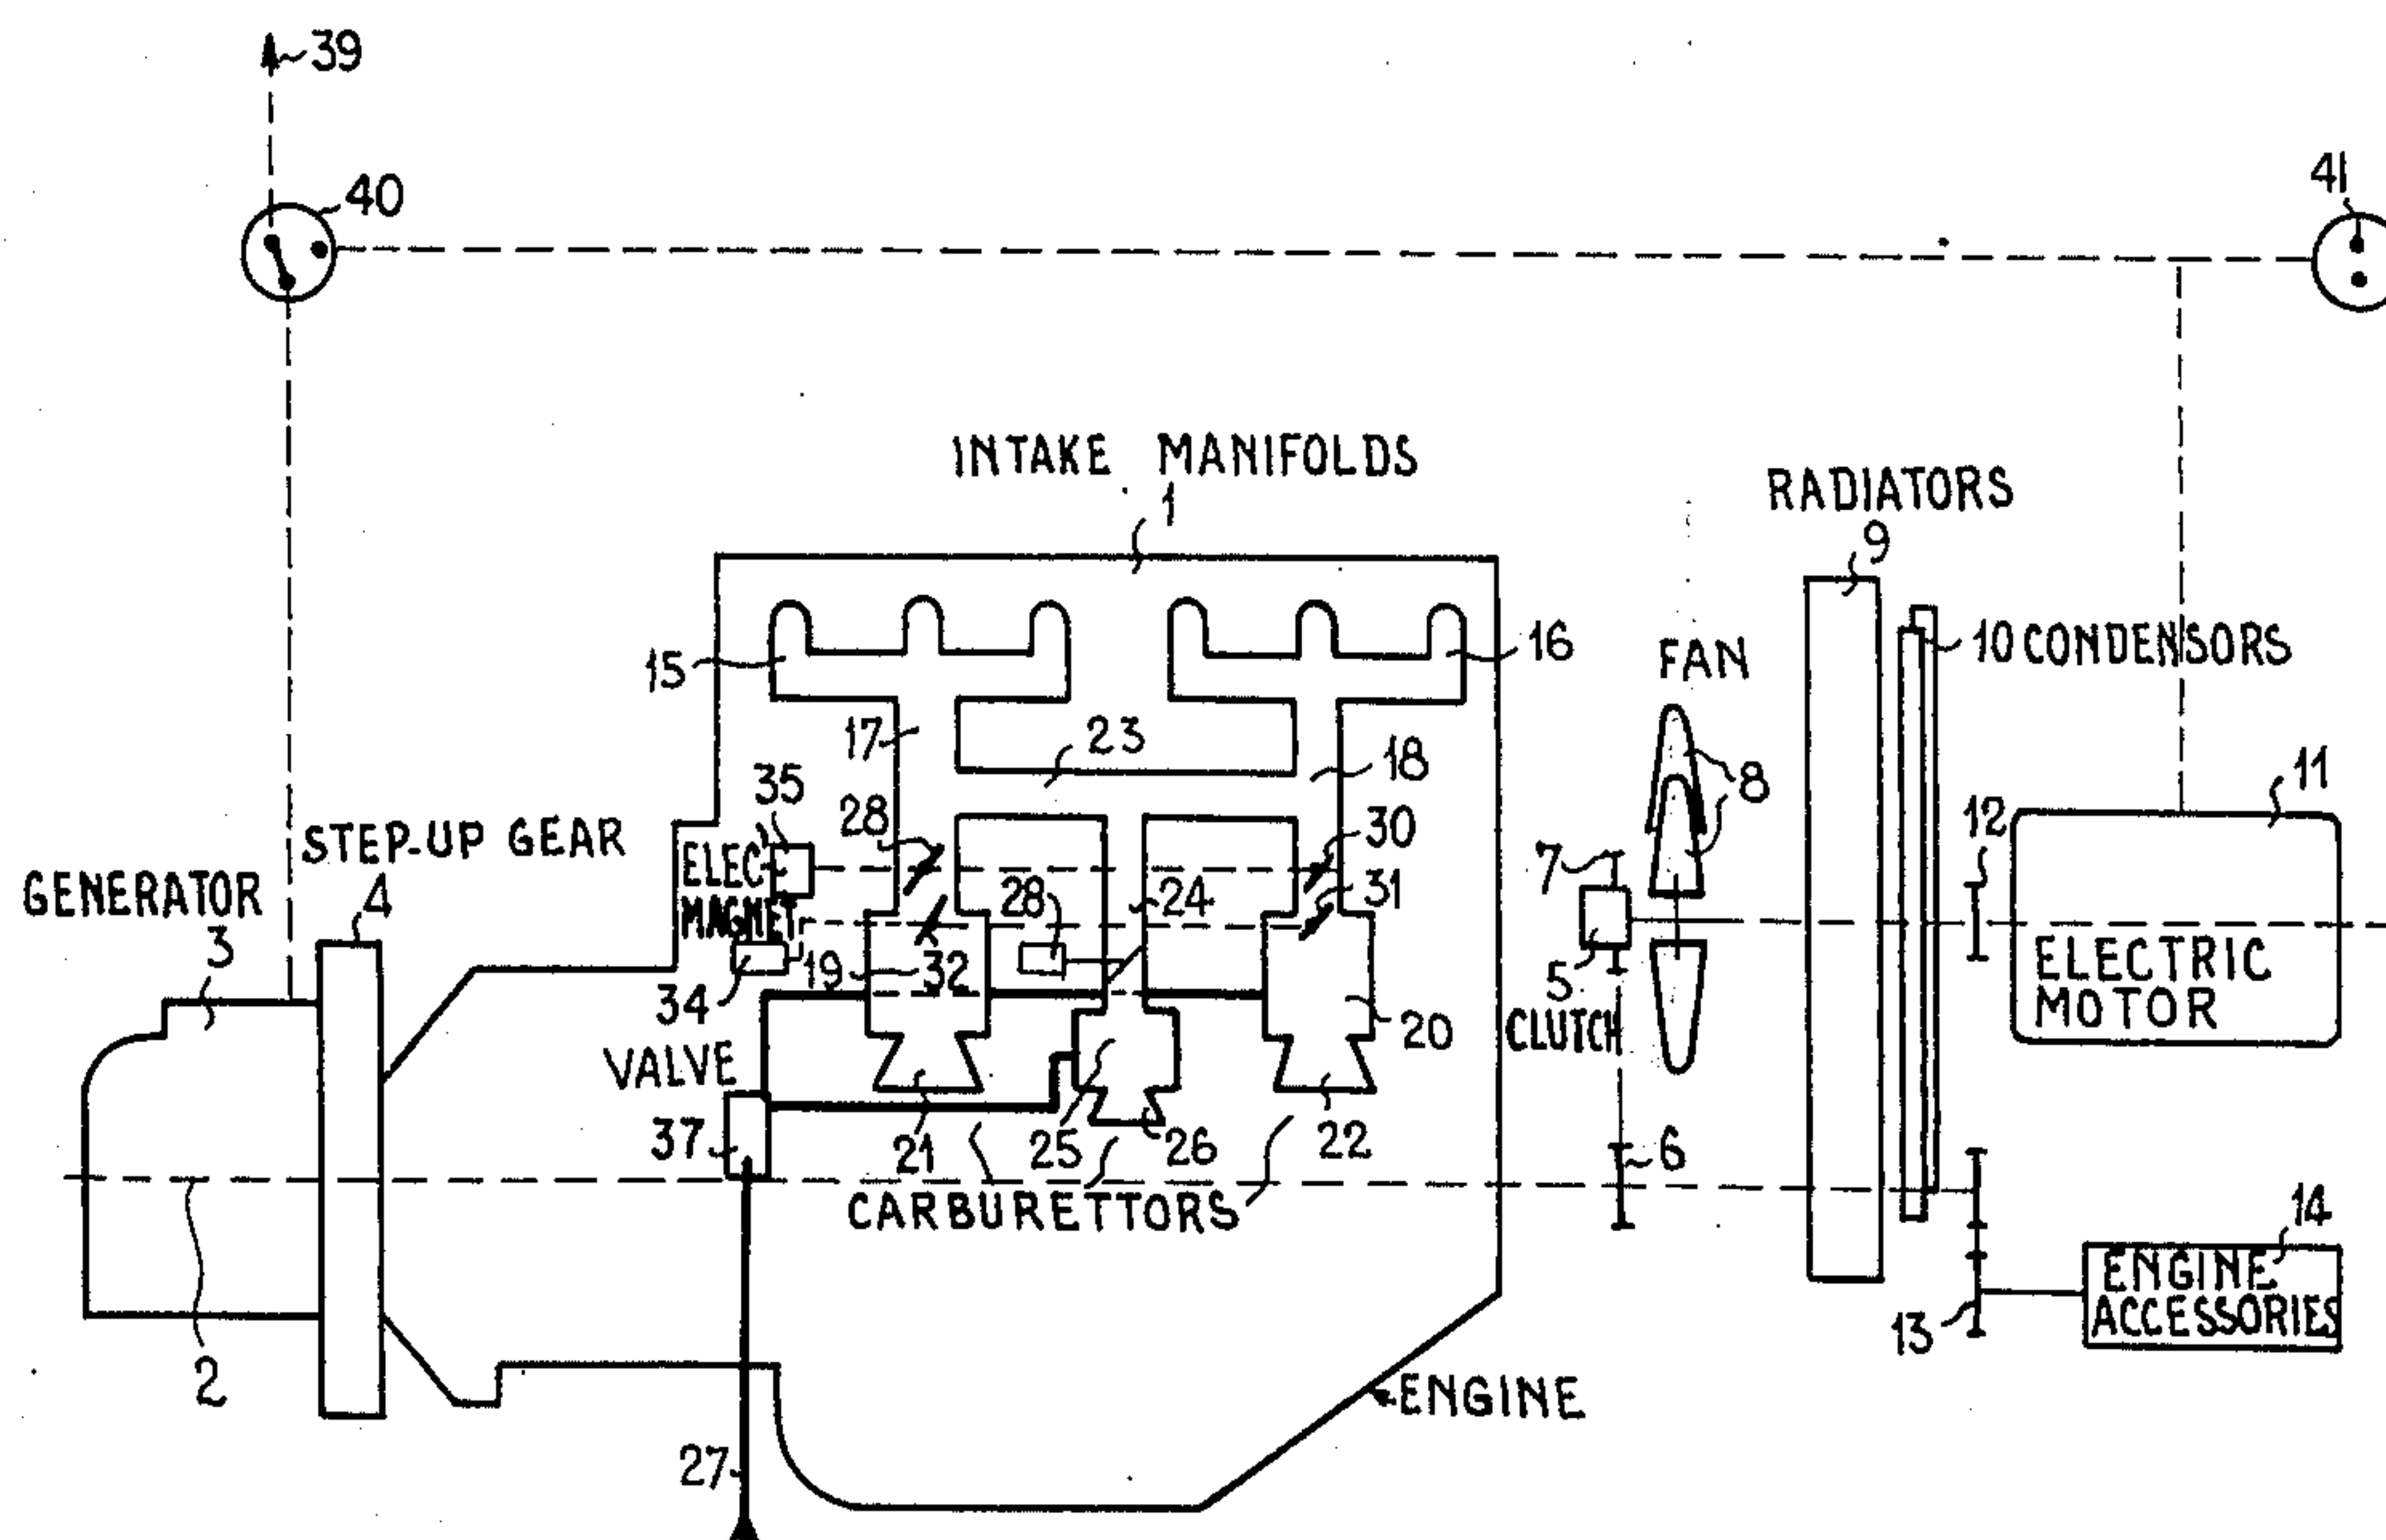 39
40
41
INTAKE MANIFOLDS
1
RADIATORS
9
15
16
FAN
10 CONDENSORS
17
23
18
8
11
35
28
30
12
STEP-UP GEAR
4
GENERATOR
3
ELEC
MAGNET
28
24
31
7
34
19
32
5
CLUTCH
20
ELECTRIC
MOTOR
VALVE
37
21
25
26
22
6
CARBURETTORS
14
ENGINE
ACCESSORIES
13
2
ENGINE
27